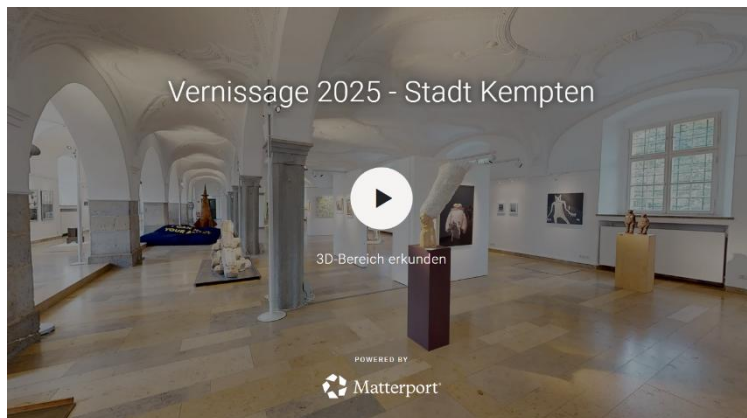 Vernissage 2025 - Stadt Kempten
3D-Bereich erkunden
POWERED BY
Matterport